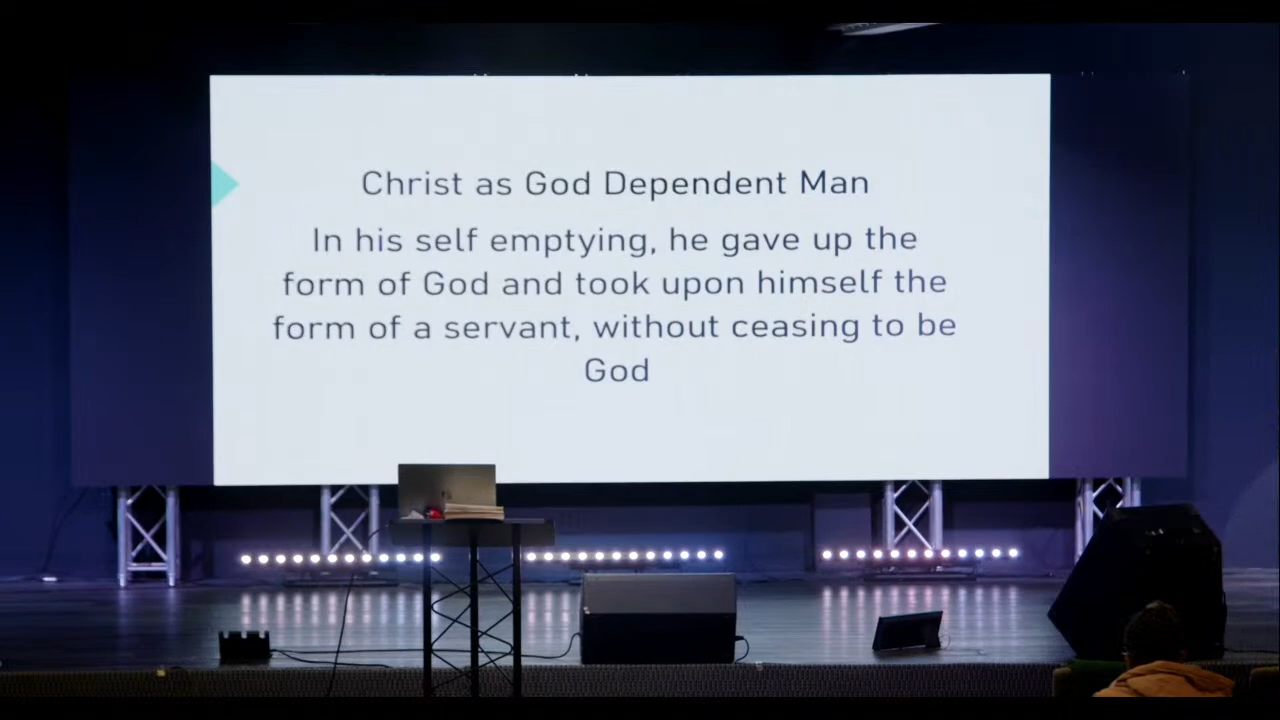 Christ as God Dependent Man
In his self emptying, he gave up the
form of God and took upon himself the
form of a servant, without ceasing to be
God